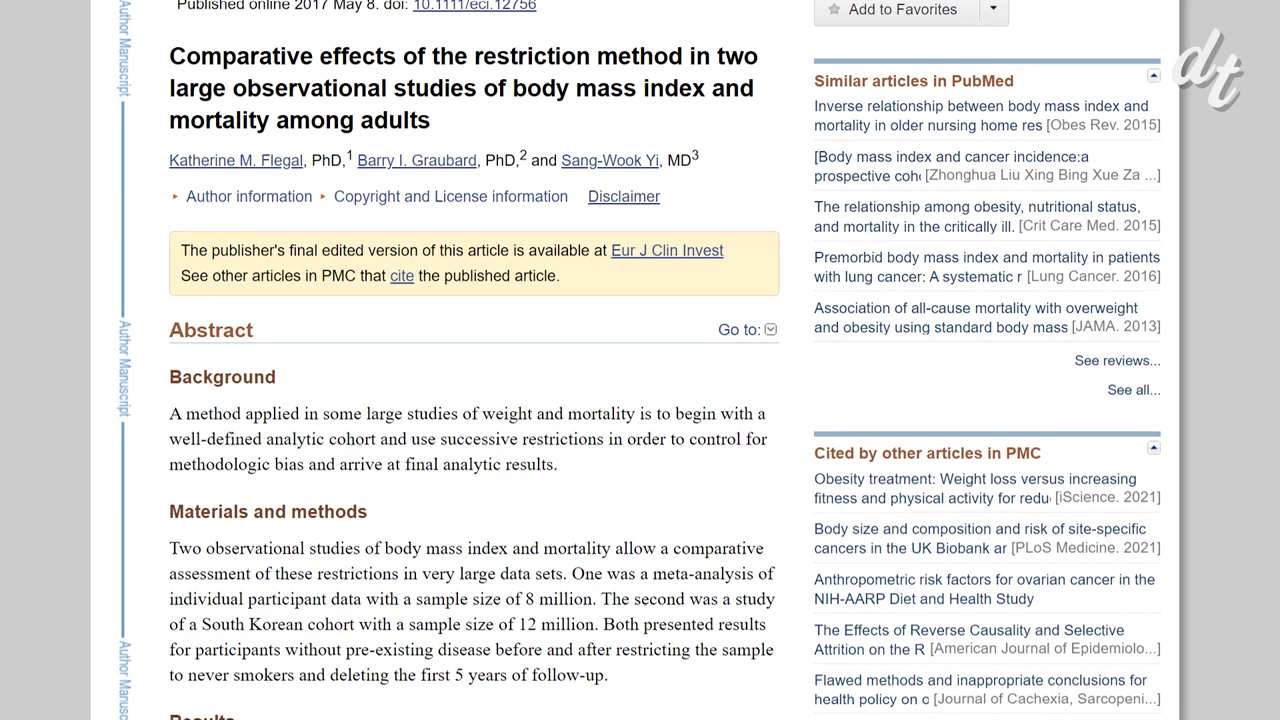 Published online 2017 May 8. doi: 10.1111/eci.12756
Comparative effects of the restriction method in two
large observational studies of body mass index and
mortality among adults
Katherine M. Flegal, PhD,1 Barry I. Graubard, PhD,2 and Sang-Wook Yi, MD3
Author information Copyright and License information Disclaimer
The publisher's final edited version of this article is available at Eur J Clin Invest
See other articles in PMC that cite the published article.
Abstract
Go to:
Background
A method applied in some large studies of weight and mortality is to begin with a
well-defined analytic cohort and use successive restrictions in order to control for
methodologic bias and arrive at final analytic results.
Materials and methods
Two observational studies of body mass index and mortality allow a comparative
assessment of these restrictions in very large data sets. One was a meta-analysis of
individual participant data with a sample size of 8 million. The second was a study
of a South Korean cohort with a sample size of 12 million. Both presented results
for participants without pre-existing disease before and after restricting the sample
to never smokers and deleting the first 5 years of follow-up.
Results
Author Manuscript
Author Manuscript
Author Manuscript
Add to Favorites
Similar articles in PubMed
Inverse relationship between body mass index and
mortality in older nursing home res [Obes Rev. 2015]
[Body mass index and cancer incidence:a
prospective coh [Zhonghua Liu Xing Bing Xue Za ...]
The relationship among obesity, nutritional status,
and mortality in the critically ill. [Crit Care Med. 2015]
Premorbid body mass index and mortality in patients
with lung cancer: A systematic r [Lung Cancer. 2016]
Association of all-cause mortality with overweight
and obesity using standard body mass [JAMA. 2013]
See reviews...
See all...
Cited by other articles in PMC
Obesity treatment: Weight loss versus increasing
fitness and physical activity for redu [iScience. 2021]
Body size and composition and risk of site-specific
cancers in the UK Biobank ar [PLoS Medicine. 2021]
Anthropometric risk factors for ovarian cancer in the
NIH-AARP Diet and Health Study
The Effects of Reverse Causality and Selective
Attrition on the R [American Journal of Epidemiolo...]
Flawed methods and inappropriate conclusions for
health policy on c [Journal of Cachexia, Sarcopeni...]
dt